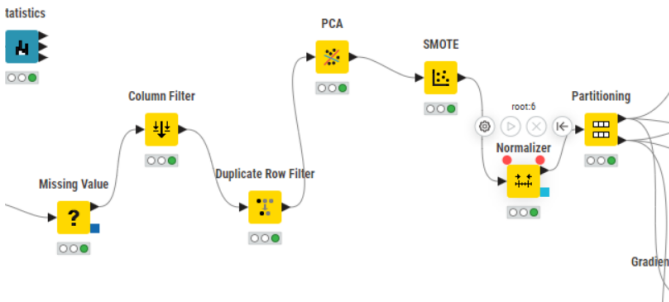 tatistics
PCA
SMOTE
Column Filter
root:6
Partitioning
Normalizer
Duplicate Row Filter
Missing Value
?
Gradien